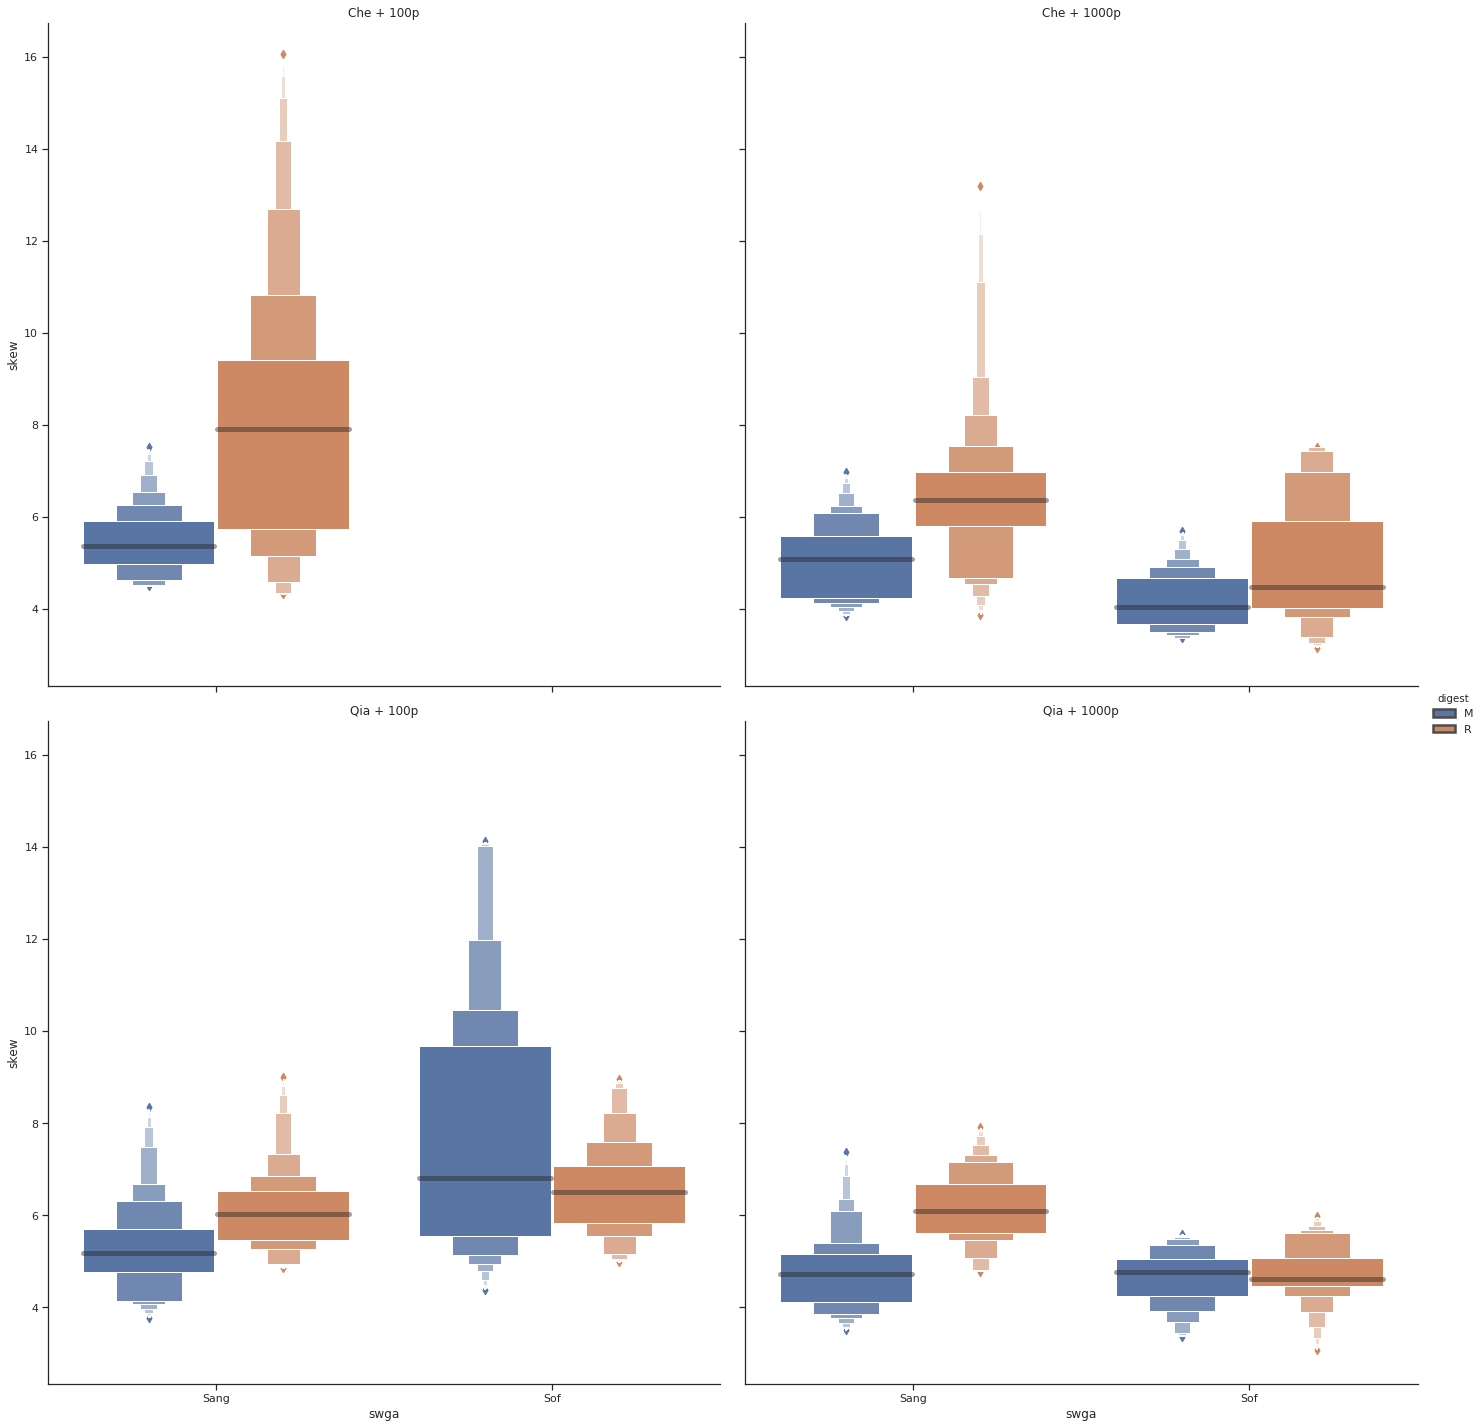 Che + 100p
Che + 1000p
16
14
12
10
8
6
4
skew
digest
M
R
Qia + 100p
Qia + 1000p
16
14
12
10
8
6
4
skew
Sang
Sof
Sang
Sof
swga
swga